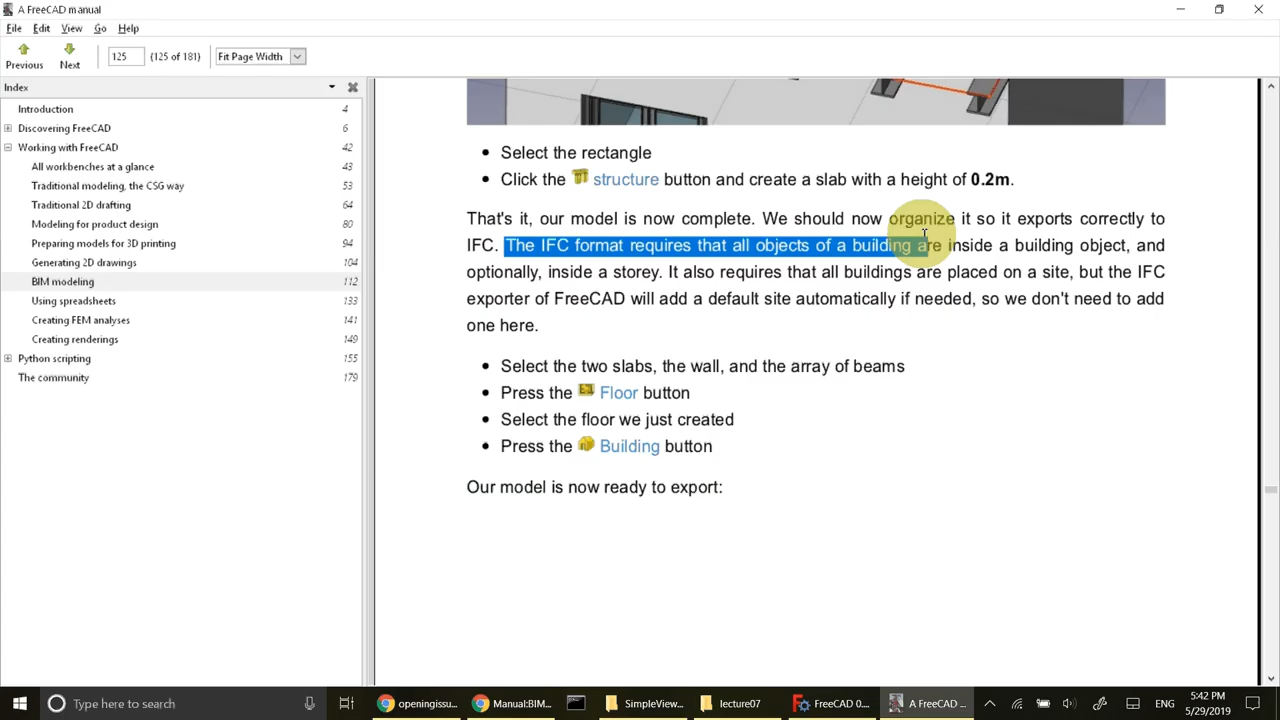 A FreeCAD manual
File Edit View Go Help
Previous Next 125 (125 of 181) Fit Page Width
Index
Introduction 4
Discovering FreeCAD 6
Working with FreeCAD 42
All workbenches at a glance 43
Traditional modeling, the CSG way 53
Traditional 2D drafting 64
Modeling for product design 80
Preparing models for 3D printing 94
Generating 2D drawings 104
BIM modeling 112
Using spreadsheets 133
Creating FEM analyses 141
Creating renderings 149
Python scripting 155
The community 179
• Select the rectangle
• Click the structure button and create a slab with a height of 0.2m.
That's it, our model is now complete. We should now organize it so it exports correctly to
IFC. The IFC format requires that all objects of a building are inside a building object, and
optionally, inside a storey. It also requires that all buildings are placed on a site, but the IFC
exporter of FreeCAD will add a default site automatically if needed, so we don't need to add
one here.
• Select the two slabs, the wall, and the array of beams
• Press the Floor button
• Select the floor we just created
• Press the Building button
Our model is now ready to export:
Type here to search
openingissu...
Manual:BIM...
SimpleView...
lecture07
FreeCAD 0....
A FreeCAD ...
ENG
5:42 PM
5/29/2019